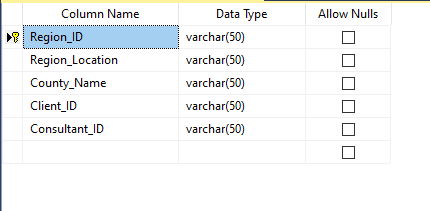 Column Name Data Type Allow Nulls
Region_ID varchar(50)
Region_Location varchar(50)
County_Name varchar(50)
Client_ID varchar(50)
Consultant_ID varchar(50)